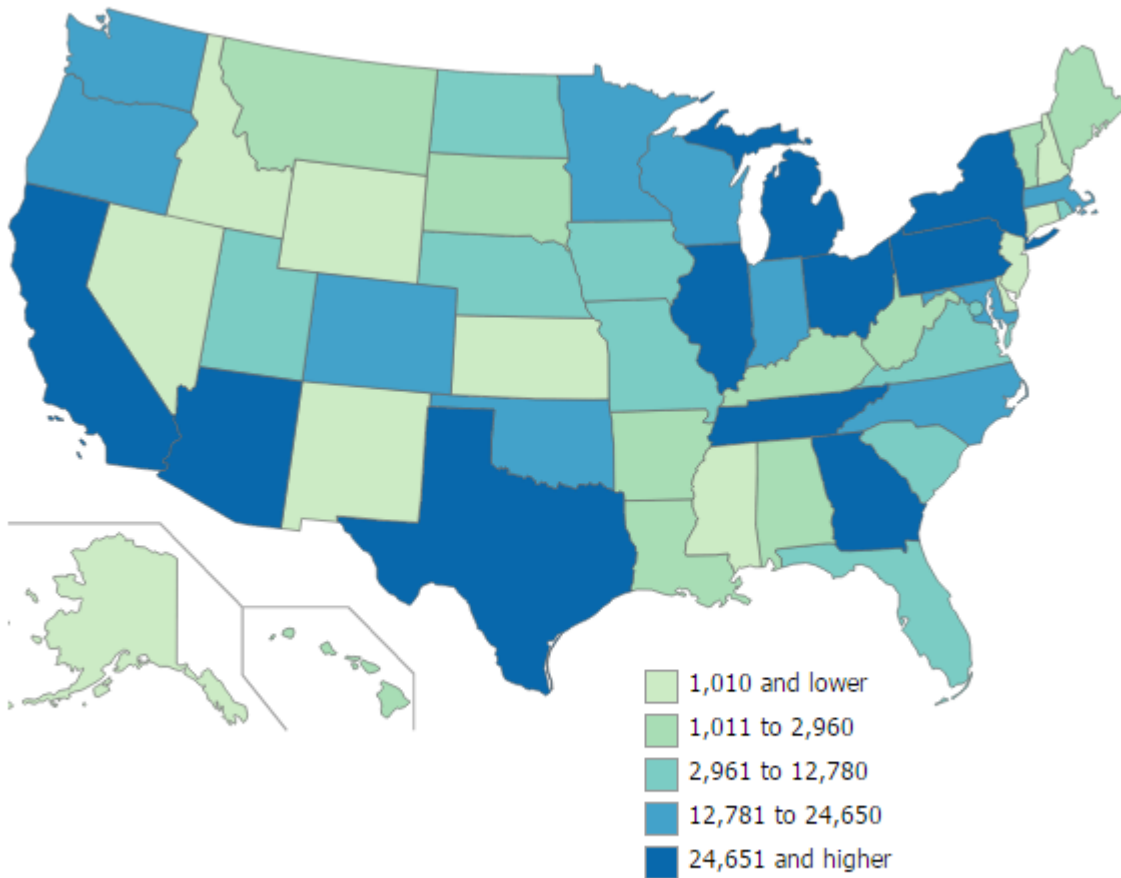 1,010 and lower
1,011 to 2,960
2,961 to 12,780
12,781 to 24,650
24,651 and higher